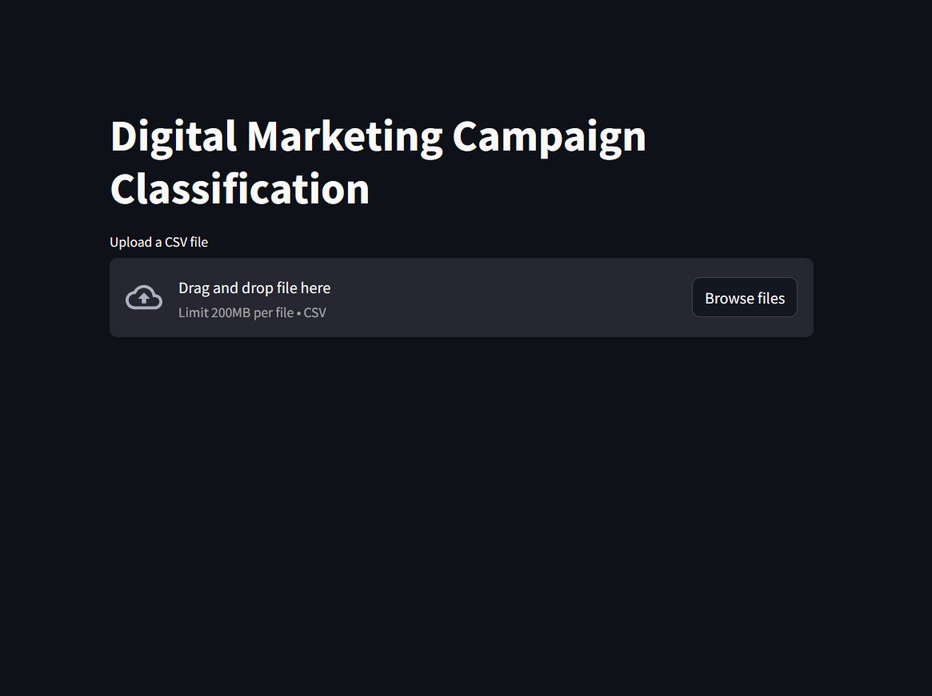 Digital Marketing Campaign
Classification
Upload a CSV file
Drag and drop file here
Limit 200MB per file • CSV
Browse files